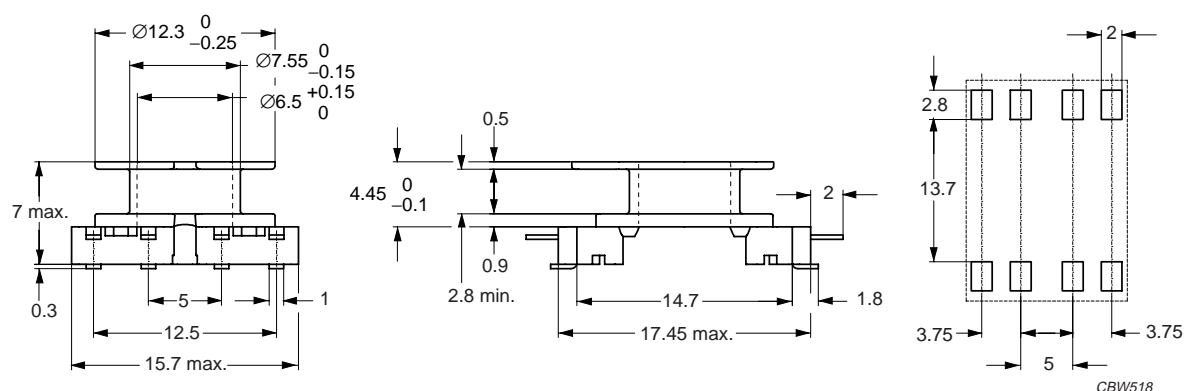 Ø12.3 0 −0.25
Ø7.55 0 −0.15
Ø6.5 +0.15 0
7 max.
0.3
5
1
12.5
15.7 max.
0.5
4.45 0 −0.1
2
0.9
2.8 min.
14.7
1.8
17.45 max.
2
2.8
13.7
3.75
3.75
5
CBW518